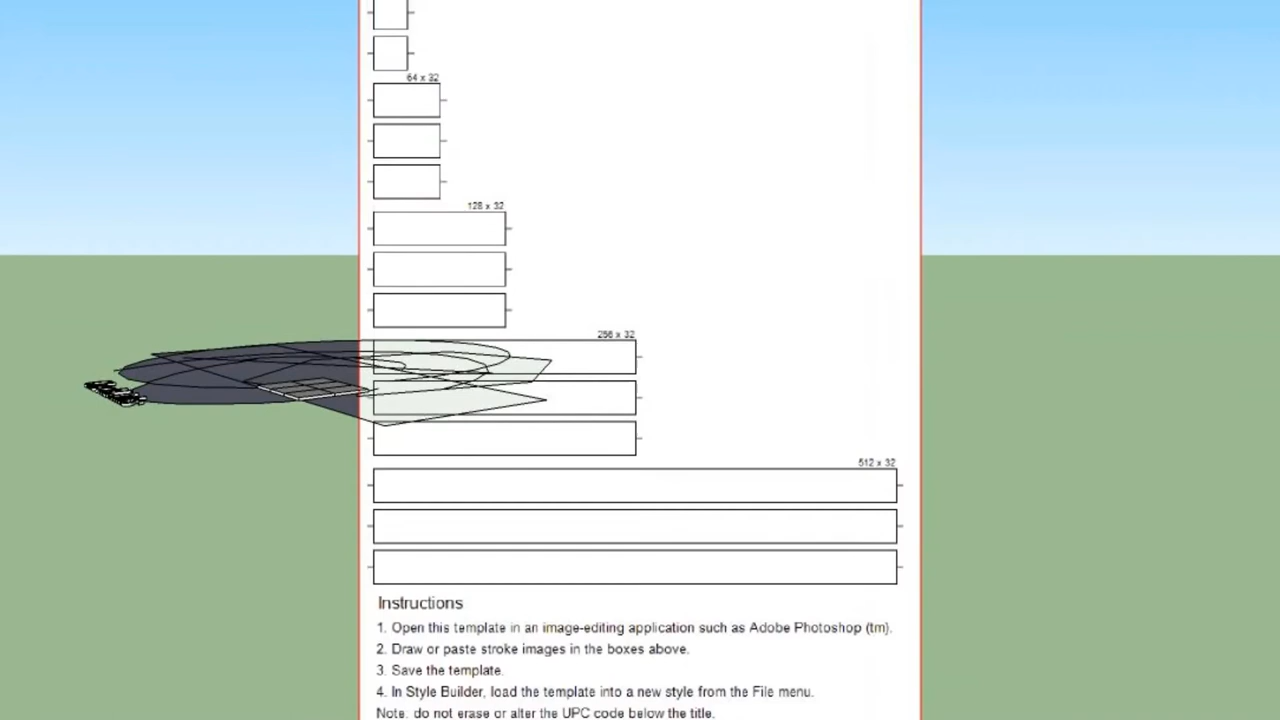 64 x 32
128 x 32
256 x 32
512 x 32
Instructions
1. Open this template in an image-editing application such as Adobe Photoshop (tm).
2. Draw or paste stroke images in the boxes above.
3. Save the template.
4. In Style Builder, load the template into a new style from the File menu.
Note: do not erase or alter the UPC code below the title.